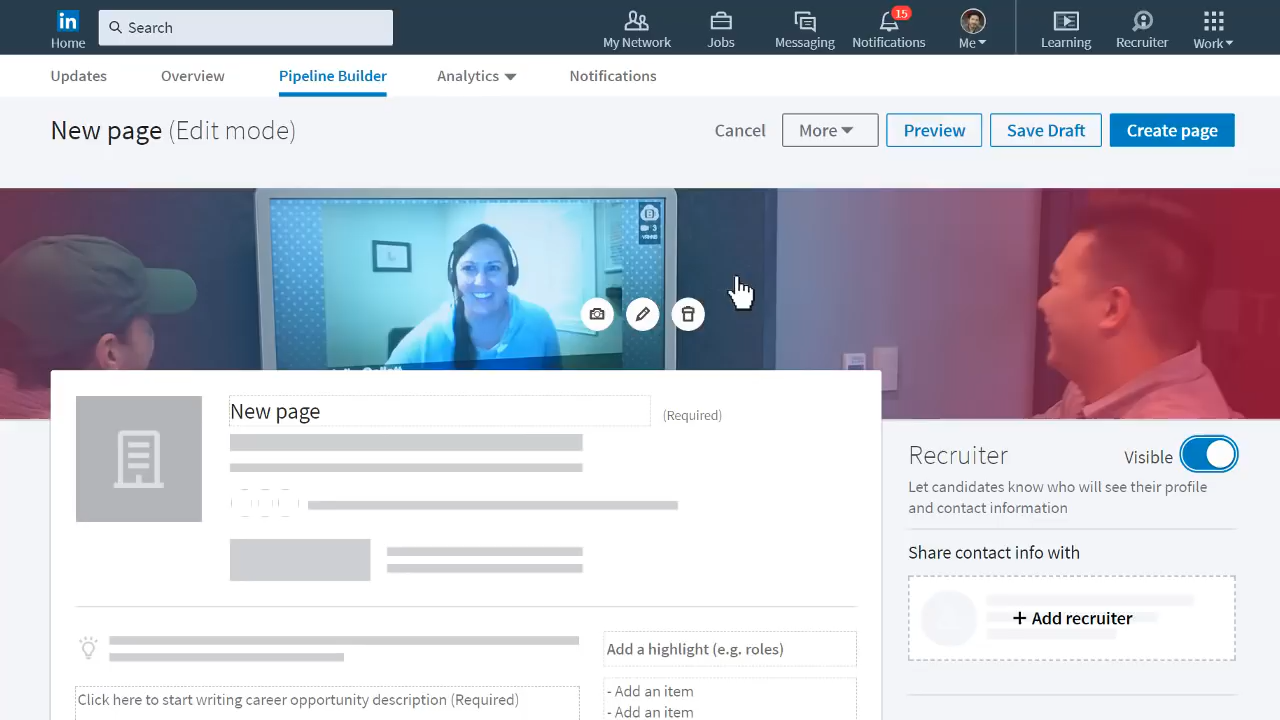 in
Search
15
Home
My Network
Jobs
Messaging
Notifications
Me
Learning
Recruiter
Work
Updates
Overview
Pipeline Builder
Analytics
Notifications
New page (Edit mode)
Cancel
More
Preview
Save Draft
Create page
New page
(Required)
Recruiter
Visible
Let candidates know who will see their profile
and contact information
Share contact info with
+ Add recruiter
Add a highlight (e.g. roles)
Click here to start writing career opportunity description (Required)
- Add an item
- Add an item